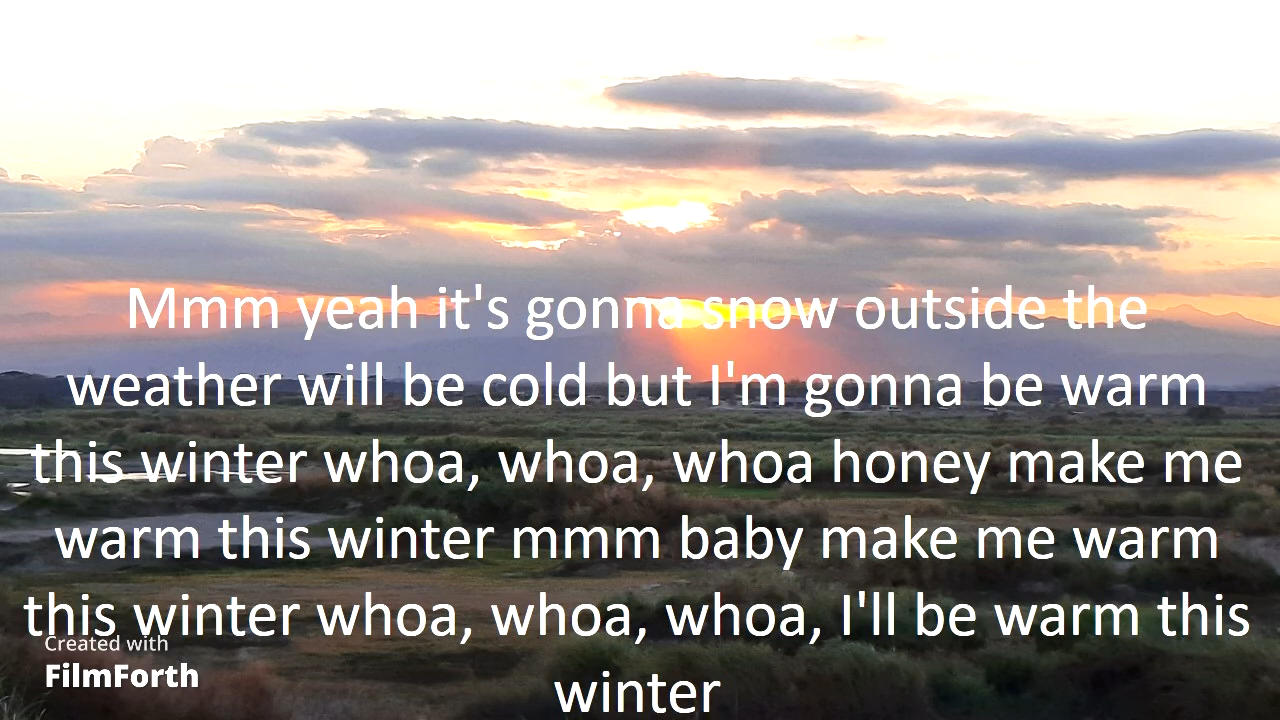 Mmm yeah it's gonna snow outside the
weather will be cold but I'm gonna be warm
this winter whoa, whoa, whoa honey make me
warm this winter mmm baby make me warm
this winter whoa, whoa, whoa, I'll be warm this
winter
Created with
FilmForth